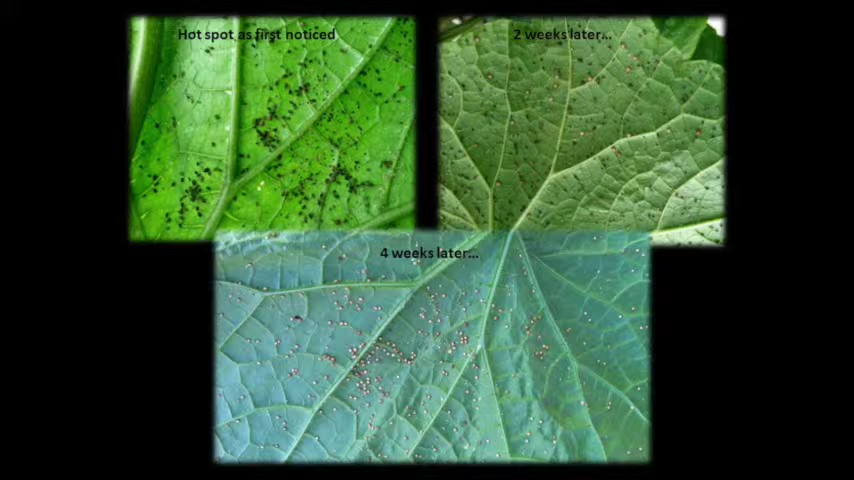 Hot spot as first noticed
2 weeks later...
4 weeks later...